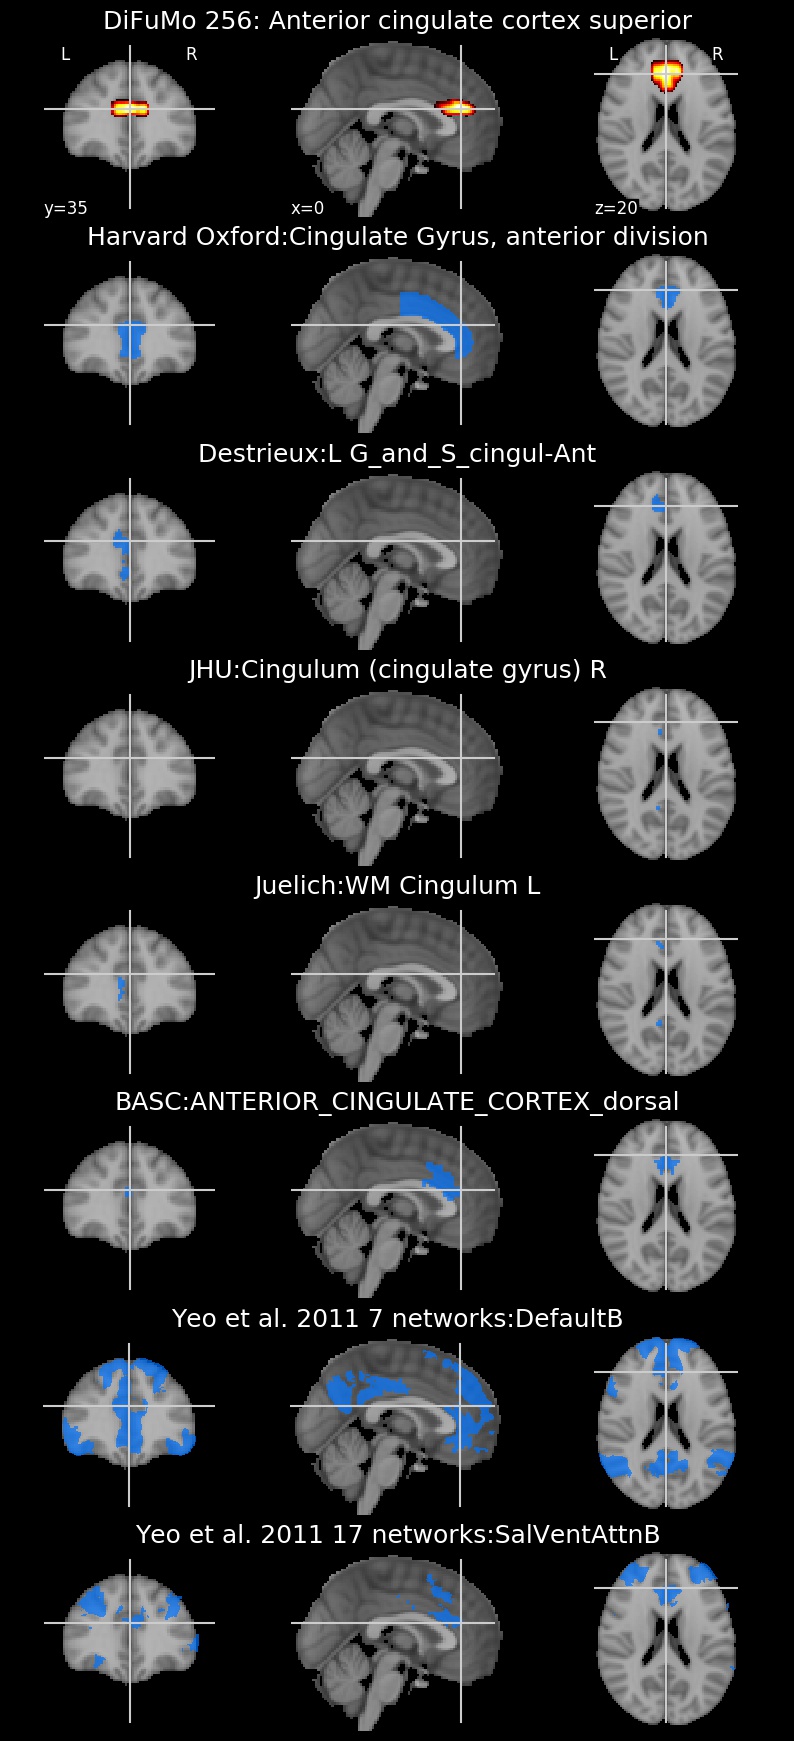 DiFuMo 256: Anterior cingulate cortex superior
L R L R
y=35 x=0 z=20
Harvard Oxford:Cingulate Gyrus, anterior division
Destrieux:L G_and_S_cingul-Ant
JHU:Cingulum (cingulate gyrus) R
Juelich:WM Cingulum L
BASC:ANTERIOR_CINGULATE_CORTEX_dorsal
Yeo et al. 2011 7 networks:DefaultB
Yeo et al. 2011 17 networks:SalVentAttnB